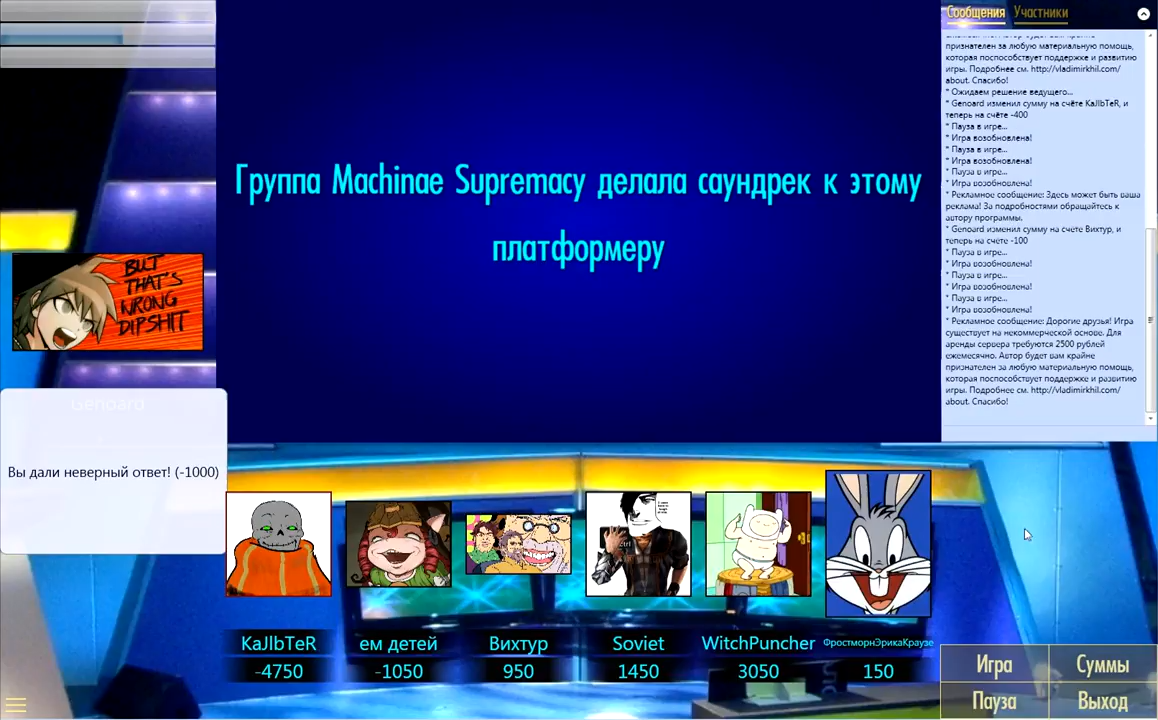 Сообщения Участники
признателен за любую материальную помощь,
которая поспособствует поддержке и развитию
игры. Подробнее см. http://vladimirkhil.com/
about. Спасибо!
* Ожидаем решение ведущего...
* Genoard изменил сумму на счёте KaJlbTeR, и
теперь на счёте -400
* Пауза в игре...
* Игра возобновлена!
* Пауза в игре...
* Игра возобновлена!
* Пауза в игре...
* Игра возобновлена!
* Рекламное сообщение: Здесь может быть ваша
реклама! За подробностями обращайтесь к
автору программы.
* Genoard изменил сумму на счёте Вихтур, и
теперь на счёте -100
* Пауза в игре...
* Игра возобновлена!
* Пауза в игре...
* Игра возобновлена!
* Пауза в игре...
* Игра возобновлена!
* Рекламное сообщение: Дорогие друзья! Игра
существует на некоммерческой основе. Для
аренды сервера требуются 2500 рублей
ежемесячно. Автор будет вам крайне
признателен за любую материальную помощь,
которая поспособствует поддержке и развитию
игры. Подробнее см. http://vladimirkhil.com/
about. Спасибо!
Группа Machinae Supremacy делала саундрек к этому
платформеру
BUT
THAT'S
WRONG
DIPSHIT
Genoard
Вы дали неверный ответ! (-1000)
KaJlbTeR
ем детей
Вихтур
Soviet
WitchPuncher
ФростморнЭрикаКраузе
-4750
-1050
950
1450
3050
150
Игра
Суммы
Пауза
Выход